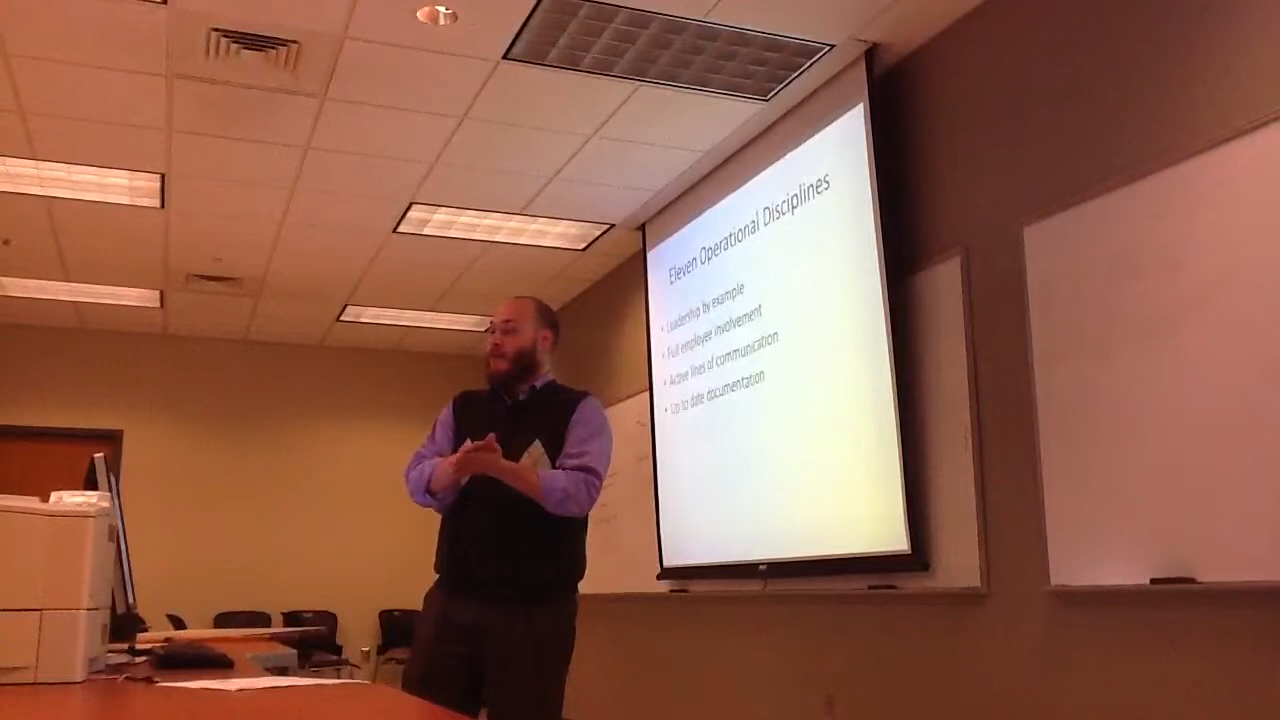 Eleven Operational Disciplines
• Leadership by example
• Full employee involvement
• Active lines of communication
• Up to date documentation